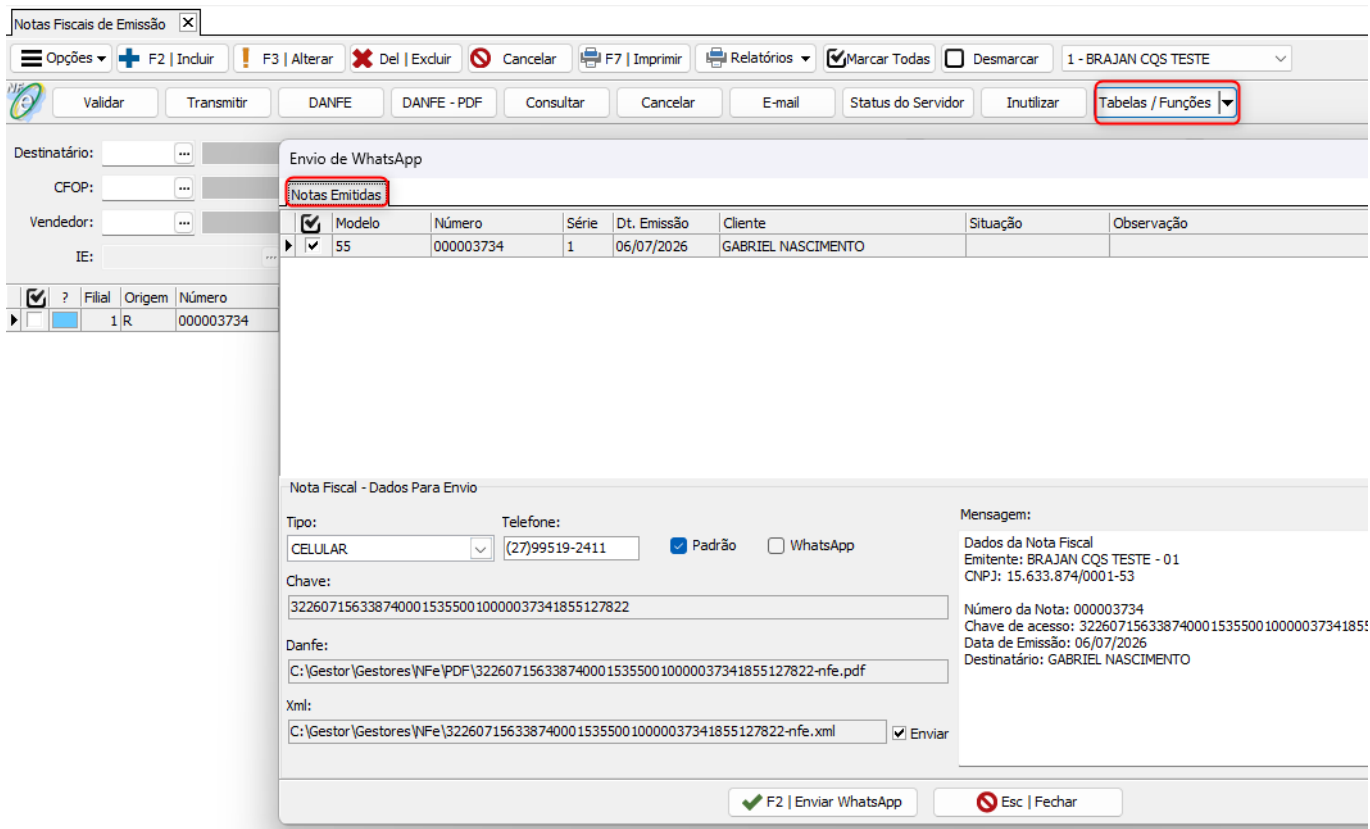 Notas Fiscais de Emissão X
Opções F2 | Incluir F3 | Alterar Del | Excluir Cancelar F7 | Imprimir Relatórios Marcar Todas Desmarcar 1 - BRAJAN CQS TESTE
NFe Validar Transmitir DANFE DANFE - PDF Consultar Cancelar E-mail Status do Servidor Inutilizar Tabelas / Funções
Destinatário: ...
CFOP: ...
Vendedor: ...
IE: ...
? Filial Origem Número
1 R 000003734
Envio de WhatsApp
Notas Emitidas
Modelo Número Série Dt. Emissão Cliente Situação Observação
55 000003734 1 06/07/2026 GABRIEL NASCIMENTO
Nota Fiscal - Dados Para Envio
Tipo: Telefone:
CELULAR (27)99519-2411 Padrão WhatsApp
Chave:
32260715633874000153550010000037341855127822
Danfe:
C:\Gestor\Gestores\NFe\PDF\32260715633874000153550010000037341855127822-nfe.pdf
Xml:
C:\Gestor\Gestores\NFe\32260715633874000153550010000037341855127822-nfe.xml Enviar
Mensagem:
Dados da Nota Fiscal
Emitente: BRAJAN CQS TESTE - 01
CNPJ: 15.633.874/0001-53
Número da Nota: 000003734
Chave de acesso: 32260715633874000153550010000037341855
Data de Emissão: 06/07/2026
Destinatário: GABRIEL NASCIMENTO
F2 | Enviar WhatsApp Esc | Fechar